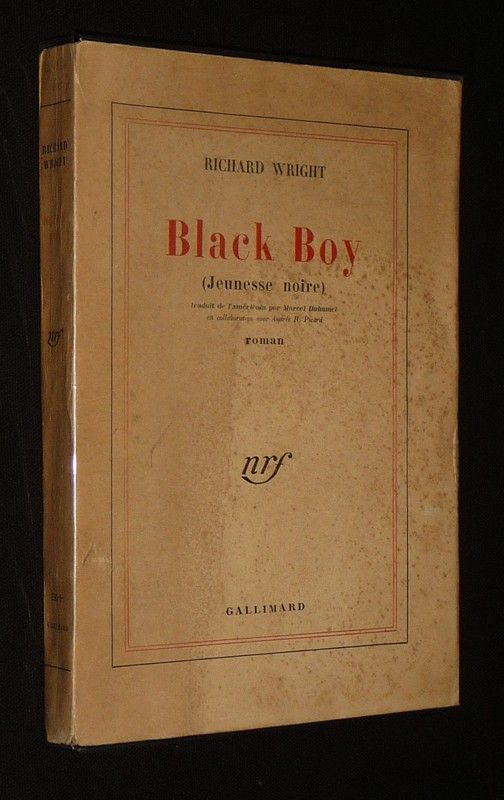 RICHARD WRIGHT
Black Boy
(Jeunesse noire)
traduit de l'américain par Marcel Duhamel
en collaboration avec Andrée R. Picard
roman
nrf
GALLIMARD
RICHARD
WRIGHT
nrf
GALLIMARD